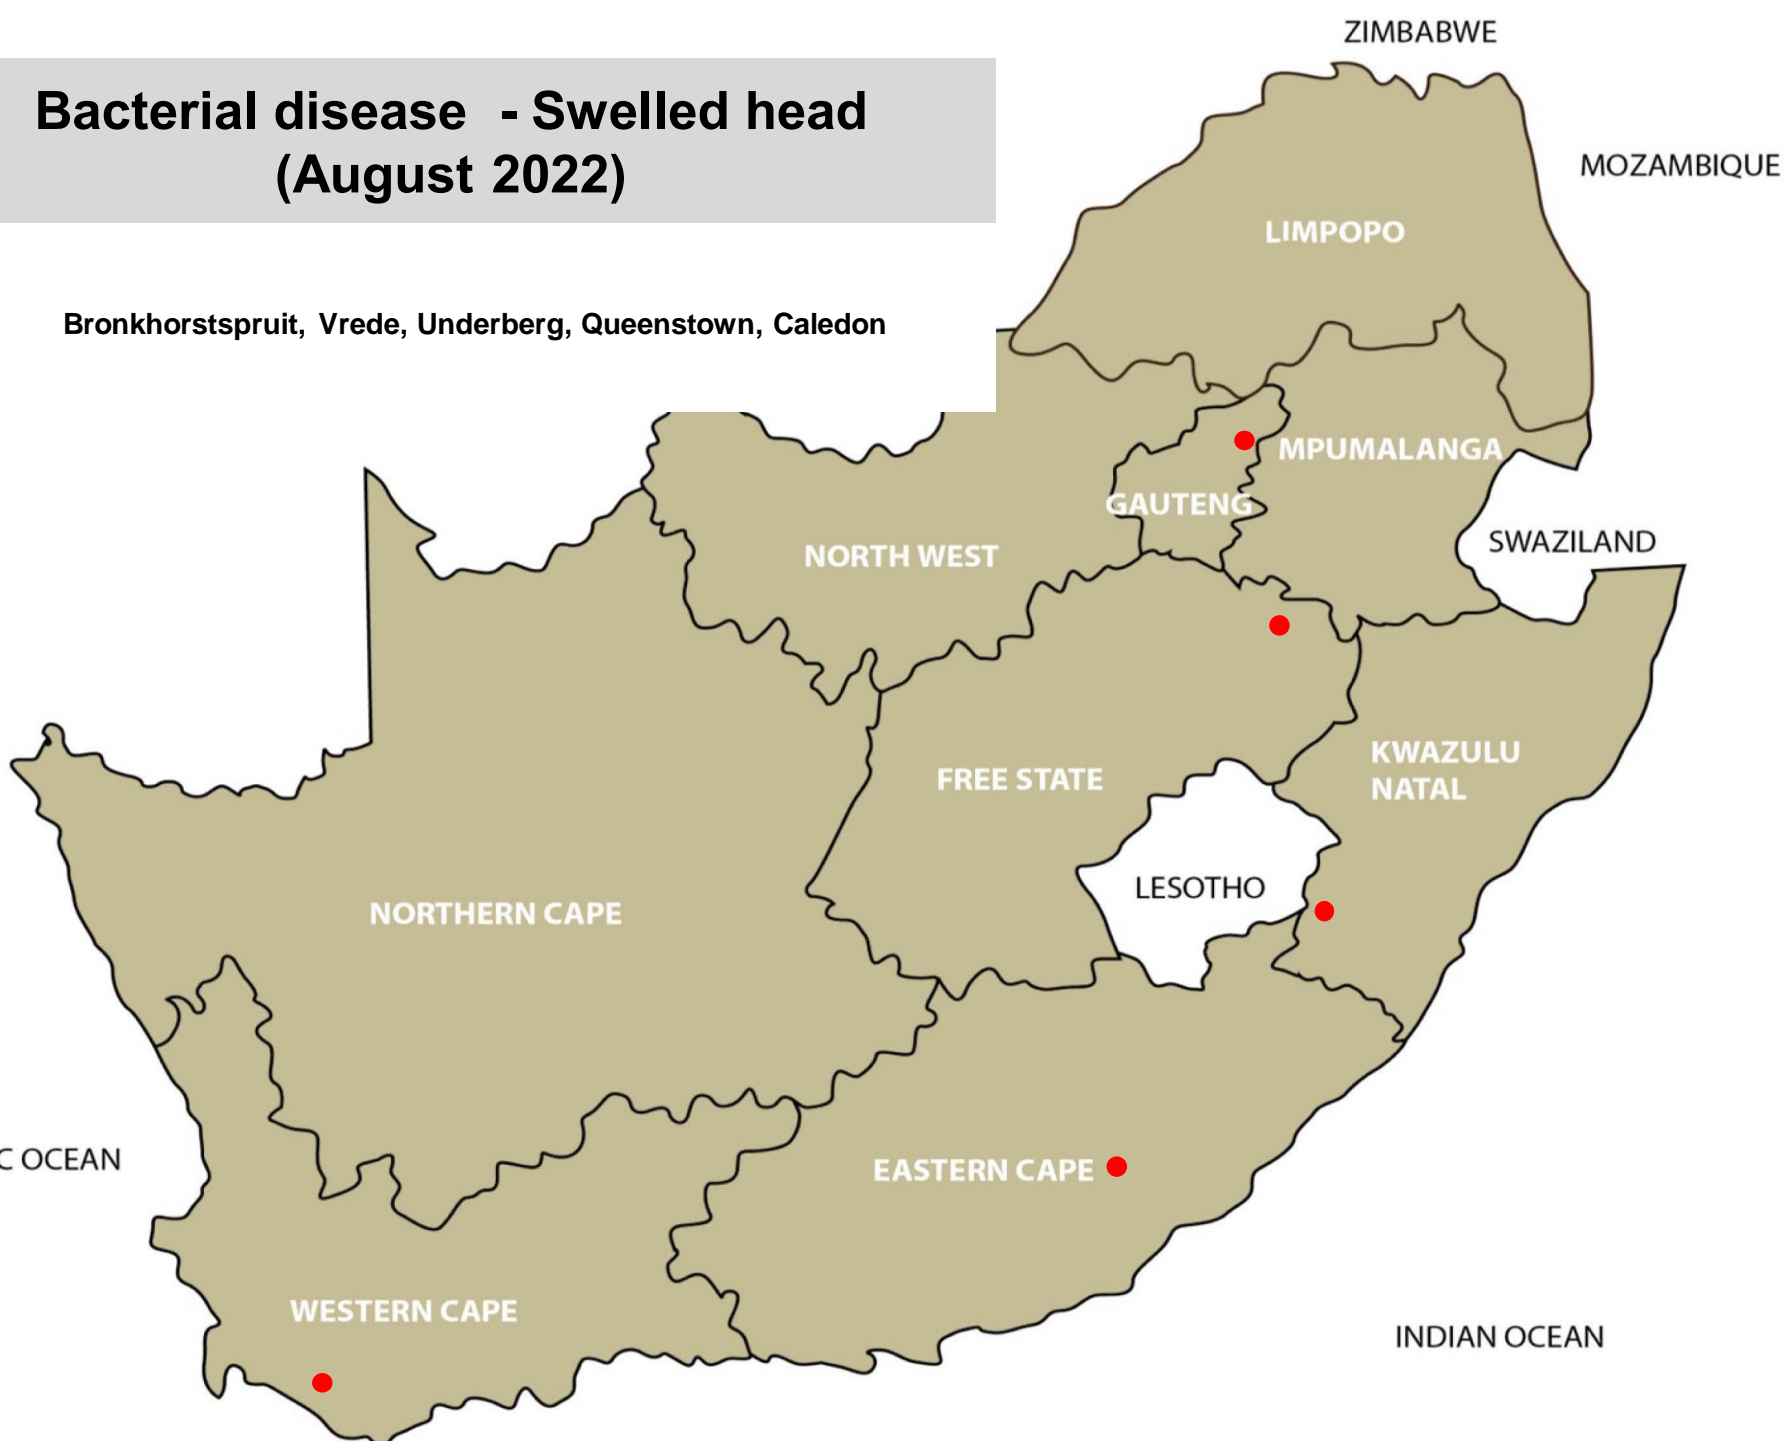 ZIMBABWE
Bacterial disease - Swelled head
(August 2022)
MOZAMBIQUE
LIMPOPO
Bronkhorstspruit, Vrede, Underberg, Queenstown, Caledon
MPUMALANGA
GAUTENG
SWAZILAND
NORTH WEST
KWAZULU
NATAL
FREE STATE
LESOTHO
NORTHERN CAPE
C OCEAN
EASTERN CAPE
WESTERN CAPE
INDIAN OCEAN